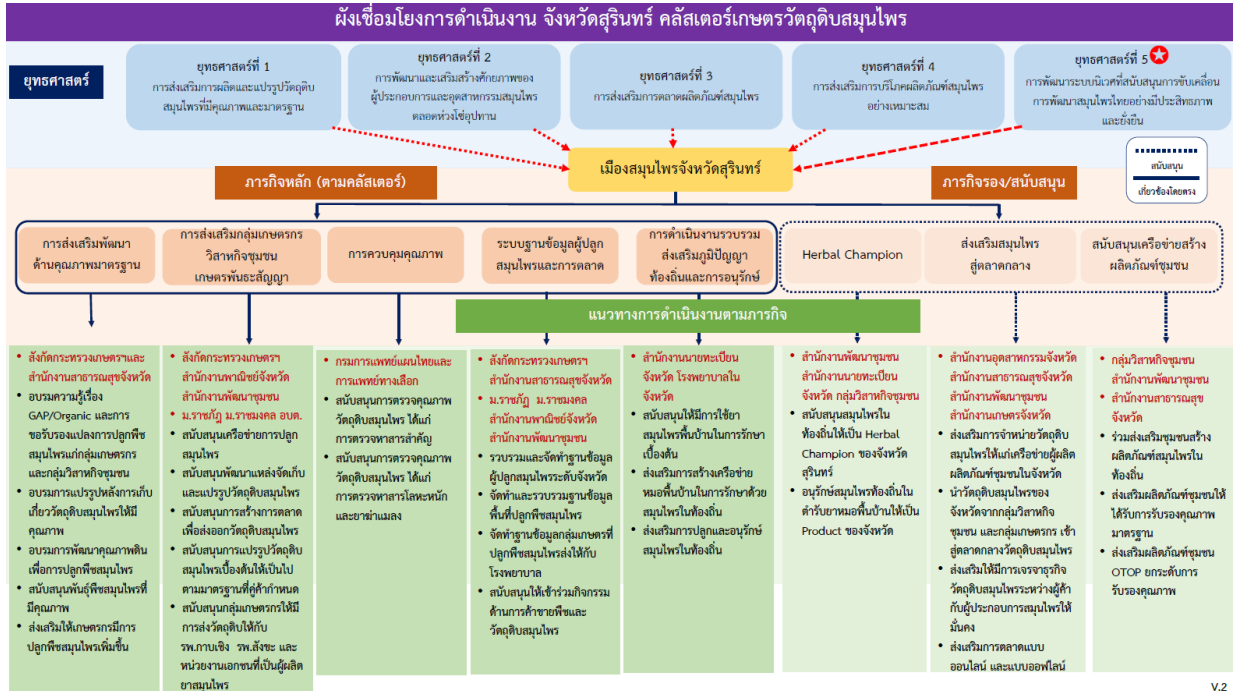 ผังเชื่อมโยงการดำเนินงาน จังหวัดสุรินทร์ คลัสเตอร์เกษตรวัตถุดิบสมุนไพร
ยุทธศาสตร์
ยุทธศาสตร์ที่ 1
การส่งเสริมการผลิตและแปรรูปวัตถุดิบ
สมุนไพรที่มีคุณภาพและมาตรฐาน
ยุทธศาสตร์ที่ 2
การพัฒนาและเสริมสร้างศักยภาพของ
ผู้ประกอบการและอุตสาหกรรมสมุนไพร
ตลอดห่วงโซ่อุปทาน
ยุทธศาสตร์ที่ 3
การส่งเสริมการตลาดผลิตภัณฑ์สมุนไพร
ยุทธศาสตร์ที่ 4
การส่งเสริมการบริโภคผลิตภัณฑ์สมุนไพร
อย่างเหมาะสม
ยุทธศาสตร์ที่ 5
การพัฒนาระบบนิเวศที่สนับสนุนการขับเคลื่อน
การพัฒนาสมุนไพรไทยอย่างมีประสิทธิภาพ
และยั่งยืน
สนับสนุน
เกี่ยวข้องโดยตรง
เมืองสมุนไพรจังหวัดสุรินทร์
ภารกิจหลัก (ตามคลัสเตอร์)
ภารกิจรอง/สนับสนุน
การส่งเสริมพัฒนา
ด้านคุณภาพมาตรฐาน
การส่งเสริมกลุ่มเกษตรกร
วิสาหกิจชุมชน
เกษตรพันธะสัญญา
การควบคุมคุณภาพ
ระบบฐานข้อมูลผู้ปลูก
สมุนไพรและการตลาด
การดำเนินงานรวบรวม
ส่งเสริมภูมิปัญญา
ท้องถิ่นและการอนุรักษ์
Herbal Champion
ส่งเสริมสมุนไพร
สู่ตลาดกลาง
สนับสนุนเครือข่ายสร้าง
ผลิตภัณฑ์ชุมชน
แนวทางการดำเนินงานตามภารกิจ
• สังกัดกระทรวงเกษตรฯและ
สำนักงานสาธารณสุขจังหวัด
• อบรมความรู้เรื่อง
GAP/Organic และการ
ขอรับรองแปลงการปลูกพืช
สมุนไพรแก่กลุ่มเกษตรกร
และกลุ่มวิสาหกิจชุมชน
• อบรมการแปรรูปหลังการเก็บ
เกี่ยววัตถุดิบสมุนไพรให้มี
คุณภาพ
• อบรมการพัฒนาคุณภาพดิน
เพื่อการปลูกพืชสมุนไพร
• สนับสนุนพันธุ์พืชสมุนไพรที่
มีคุณภาพ
• ส่งเสริมให้เกษตรกรมีการ
ปลูกพืชสมุนไพรเพิ่มขึ้น
• สังกัดกระทรวงเกษตรฯ
สำนักงานพาณิชย์จังหวัด
สำนักงานพัฒนาชุมชน
• ม.ราชภัฏ ม.ราชมงคล อบต.
• สนับสนุนเครือข่ายการปลูก
สมุนไพร
• สนับสนุนพัฒนาแหล่งจัดเก็บ
และแปรรูปวัตถุดิบสมุนไพร
• สนับสนุนการสร้างการตลาด
เพื่อส่งออกวัตถุดิบสมุนไพร
• สนับสนุนการแปรรูปวัตถุดิบ
สมุนไพรเบื้องต้นให้เป็นไป
ตามมาตรฐานที่คู่ค้ากำหนด
• สนับสนุนกลุ่มเกษตรกรให้มี
การส่งวัตถุดิบให้กับ
รพ.กาบเชิง รพ.สังขะ และ
หน่วยงานเอกชนที่เป็นผู้ผลิต
ยาสมุนไพร
• กรมการแพทย์แผนไทยและ
การแพทย์ทางเลือก
• สนับสนุนการตรวจคุณภาพ
วัตถุดิบสมุนไพร ได้แก่
การตรวจหาสารสำคัญ
• สนับสนุนการตรวจคุณภาพ
วัตถุดิบสมุนไพร ได้แก่
การตรวจหาสารโลหะหนัก
และยาฆ่าแมลง
• สังกัดกระทรวงเกษตรฯ
สำนักงานสาธารณสุขจังหวัด
• ม.ราชภัฏ ม.ราชมงคล
สำนักงานพาณิชย์จังหวัด
สำนักงานพัฒนาชุมชน
• รวบรวมและจัดทำฐานข้อมูล
ผู้ปลูกสมุนไพรระดับจังหวัด
• จัดทำและรวบรวมฐานข้อมูล
พื้นที่ปลูกพืชสมุนไพร
• จัดทำฐานข้อมูลกลุ่มเกษตรที่
ปลูกพืชสมุนไพรส่งให้กับ
โรงพยาบาล
• สนับสนุนให้เข้าร่วมกิจกรรม
ด้านการค้าขายพืชและ
วัตถุดิบสมุนไพร
• สำนักงานนายทะเบียน
จังหวัด โรงพยาบาลใน
จังหวัด
• สนับสนุนให้มีการใช้ยา
สมุนไพรพื้นบ้านในการรักษา
เบื้องต้น
• ส่งเสริมการสร้างเครือข่าย
หมอพื้นบ้านในการรักษาด้วย
สมุนไพรในท้องถิ่น
• ส่งเสริมการปลูกและอนุรักษ์
สมุนไพรในท้องถิ่น
• สำนักงานพัฒนาชุมชน
สำนักงานนายทะเบียน
จังหวัด กลุ่มวิสาหกิจชุมชน
• สนับสนุนสมุนไพรใน
ท้องถิ่นให้เป็น Herbal
Champion ของจังหวัด
สุรินทร์
• อนุรักษ์สมุนไพรท้องถิ่นใน
ตำรับยาหมอพื้นบ้านให้เป็น
Product ของจังหวัด
• สำนักงานอุตสาหกรรมจังหวัด
สำนักงานสาธารณสุขจังหวัด
สำนักงานพัฒนาชุมชน
สำนักงานเกษตรจังหวัด
• ส่งเสริมการจำหน่ายวัตถุดิบ
สมุนไพรให้แก่เครือข่ายผู้ผลิต
ผลิตภัณฑ์ชุมชนในจังหวัด
• นำวัตถุดิบสมุนไพรของ
จังหวัดจากกลุ่มวิสาหกิจ
ชุมชน และกลุ่มเกษตรกร เข้า
สู่ตลาดกลางวัตถุดิบสมุนไพร
• ส่งเสริมให้มีการเจรจาธุรกิจ
วัตถุดิบสมุนไพรระหว่างผู้ค้า
กับผู้ประกอบการสมุนไพรให้
มั่นคง
• ส่งเสริมการตลาดแบบ
ออนไลน์ และแบบออฟไลน์
• กลุ่มวิสาหกิจชุมชน
สำนักงานพัฒนาชุมชน
• สำนักงานสาธารณสุข
จังหวัด
• ร่วมส่งเสริมชุมชนสร้าง
ผลิตภัณฑ์สมุนไพรใน
ท้องถิ่น
• ส่งเสริมผลิตภัณฑ์ชุมชนให้
ได้รับการรับรองคุณภาพ
มาตรฐาน
• ส่งเสริมผลิตภัณฑ์ชุมชน
OTOP ยกระดับการ
รับรองคุณภาพ
V.2